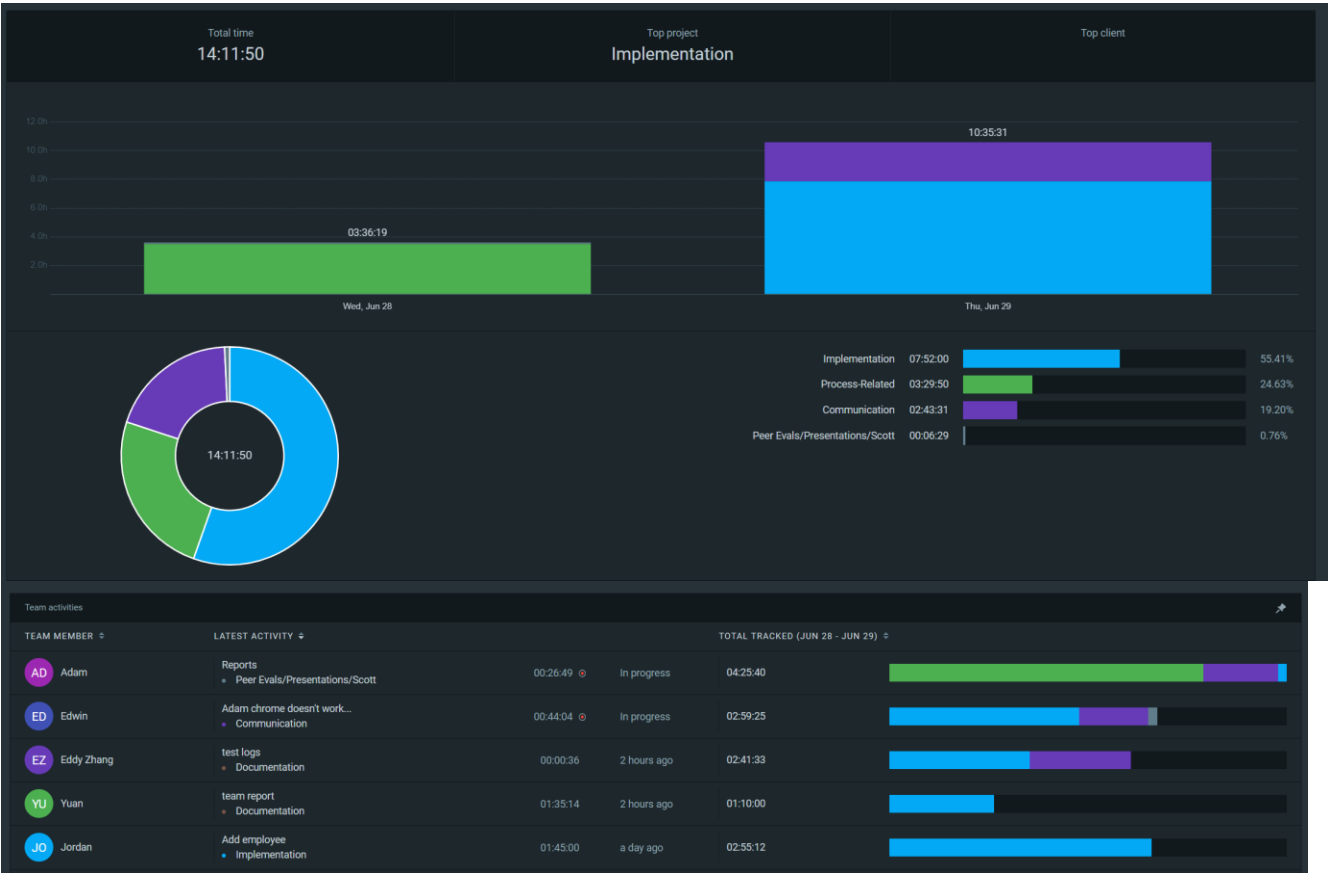 Total time
14:11:50
Top project
Implementation
Top client
12.0h
10.0h
8.0h
6.0h
4.0h
2.0h
10:35:31
03:36:19
Wed, Jun 28
Thu, Jun 29
14:11:50
Implementation 07:52:00 55.41%
Process-Related 03:29:50 24.63%
Communication 02:43:31 19.20%
Peer Evals/Presentations/Scott 00:06:29 0.76%
Team activities
TEAM MEMBER LATEST ACTIVITY TOTAL TRACKED (JUN 28 - JUN 29)
AD Adam
Reports
Peer Evals/Presentations/Scott
00:26:49 In progress 04:25:40
ED Edwin
Adam chrome doesn't work...
Communication
00:44:04 In progress 02:59:25
EZ Eddy Zhang
test logs
Documentation
00:00:36 2 hours ago 02:41:33
YU Yuan
team report
Documentation
01:35:14 2 hours ago 01:10:00
JO Jordan
Add employee
Implementation
01:45:00 a day ago 02:55:12